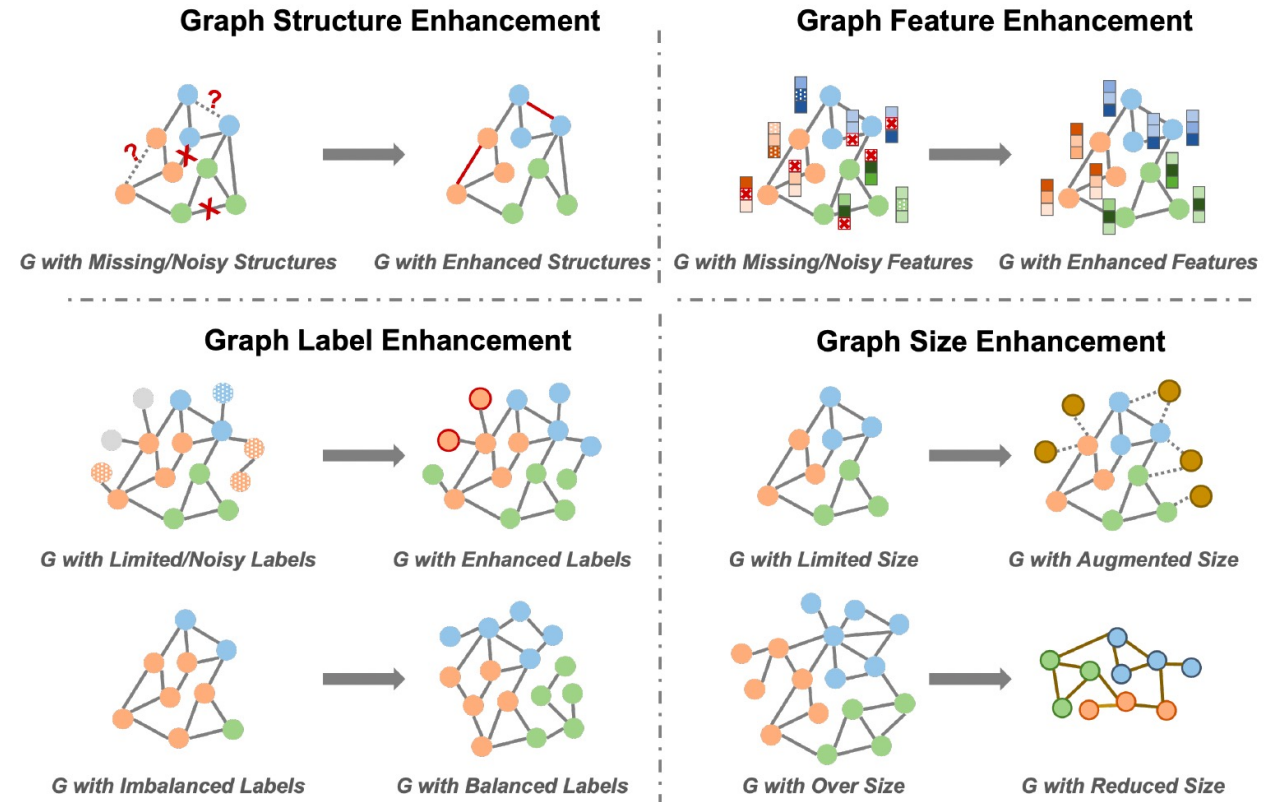 Graph Structure Enhancement
? ?
G with Missing/Noisy Structures
G with Enhanced Structures
Graph Feature Enhancement
G with Missing/Noisy Features
G with Enhanced Features
Graph Label Enhancement
G with Limited/Noisy Labels
G with Enhanced Labels
G with Imbalanced Labels
G with Balanced Labels
Graph Size Enhancement
G with Limited Size
G with Augmented Size
G with Over Size
G with Reduced Size